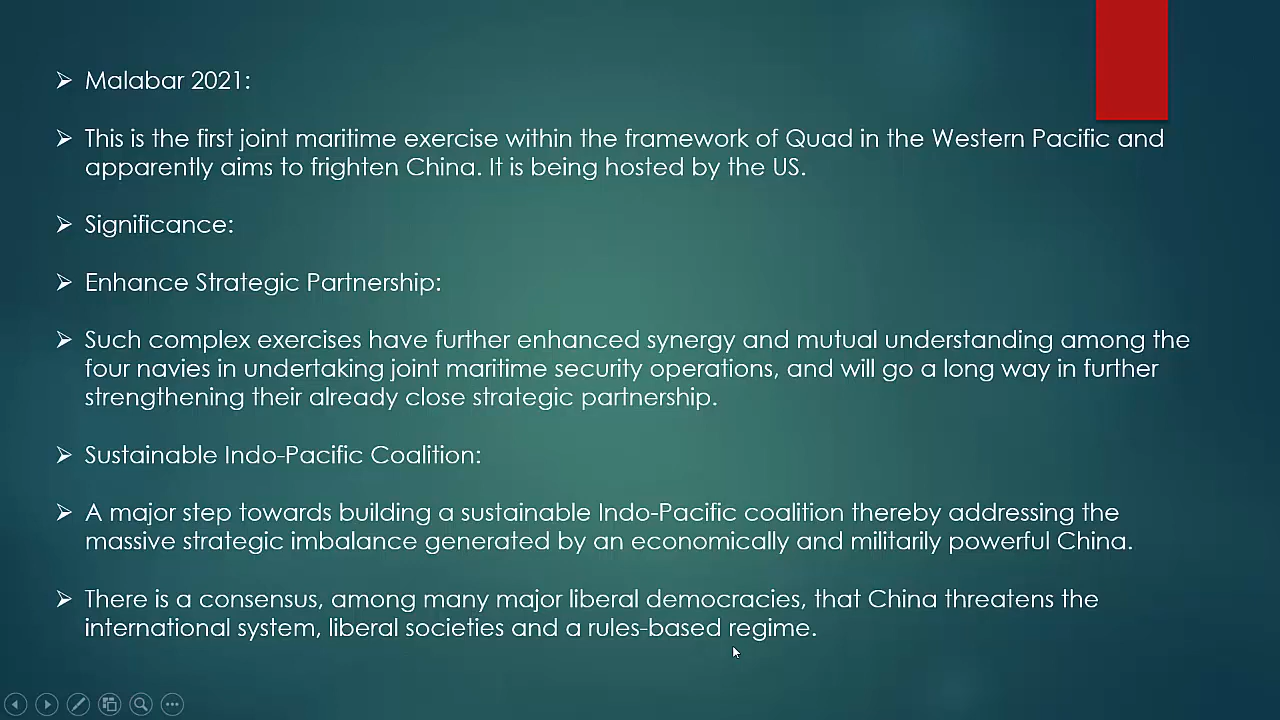 Malabar 2021:
This is the first joint maritime exercise within the framework of Quad in the Western Pacific and
apparently aims to frighten China. It is being hosted by the US.
Significance:
Enhance Strategic Partnership:
Such complex exercises have further enhanced synergy and mutual understanding among the
four navies in undertaking joint maritime security operations, and will go a long way in further
strengthening their already close strategic partnership.
Sustainable Indo-Pacific Coalition:
A major step towards building a sustainable Indo-Pacific coalition thereby addressing the
massive strategic imbalance generated by an economically and militarily powerful China.
There is a consensus, among many major liberal democracies, that China threatens the
international system, liberal societies and a rules-based regime.